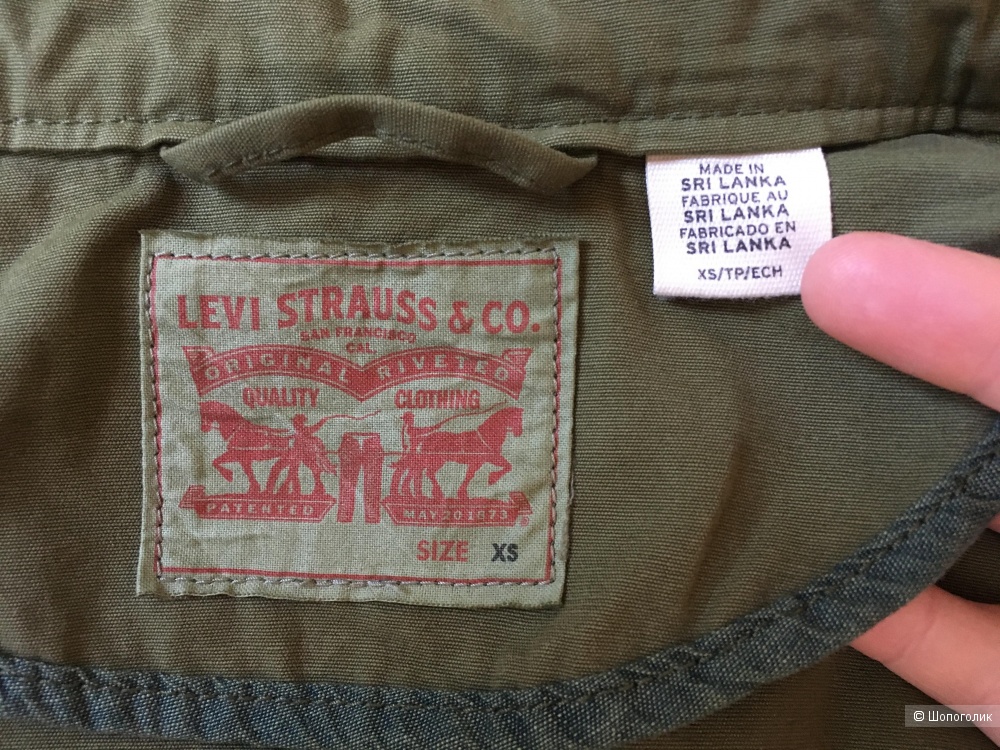 LEVI STRAUSS & CO.
SAN FRANCISCO
CAL.
ORIGINAL RIVETED
QUALITY CLOTHING
PATENTED MAY 20 1873
SIZE XS
MADE IN
SRI LANKA
FABRIQUE AU
SRI LANKA
FABRICADO EN
SRI LANKA
XS/TP/ECH
© Шопоголик